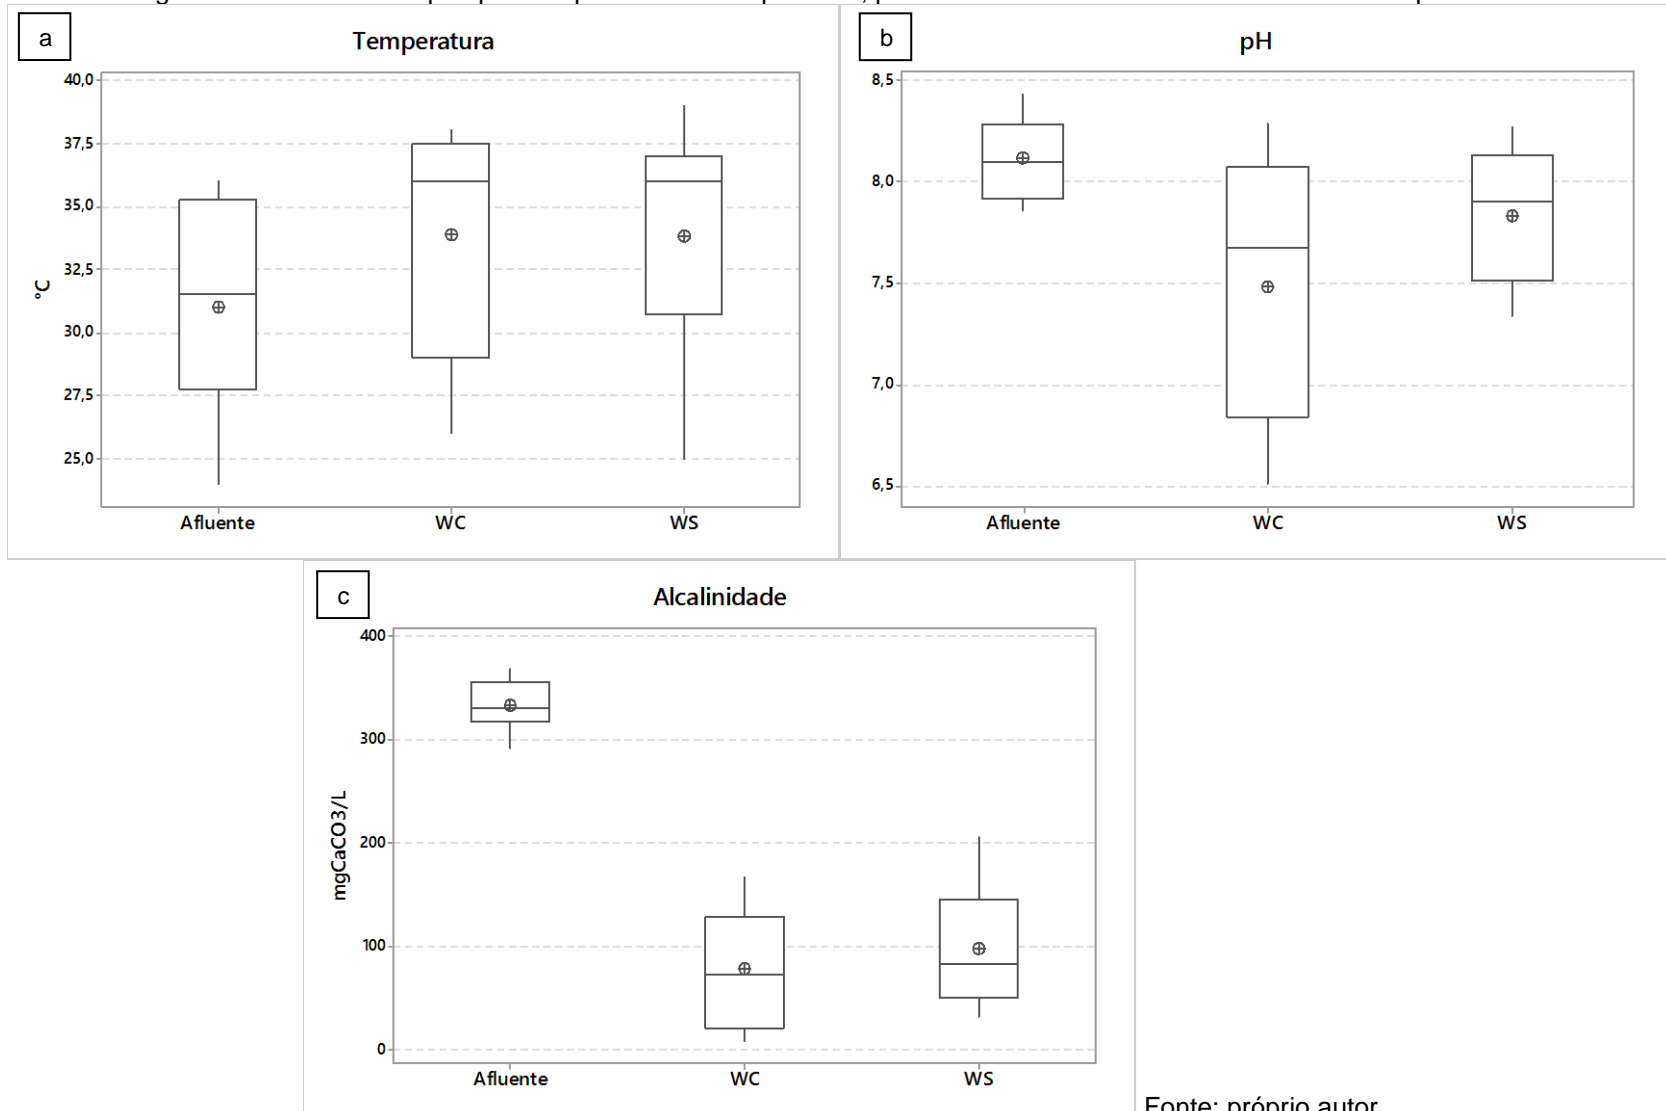 a
Temperatura
40,0
37,5
35,0
32,5
30,0
27,5
25,0
°C
Afluente WC WS
b
pH
8,5
8,0
7,5
7,0
6,5
Afluente WC WS
c
Alcalinidade
400
300
200
100
0
mgCaCO3/L
Afluente WC WS
Fonte: próprio autor